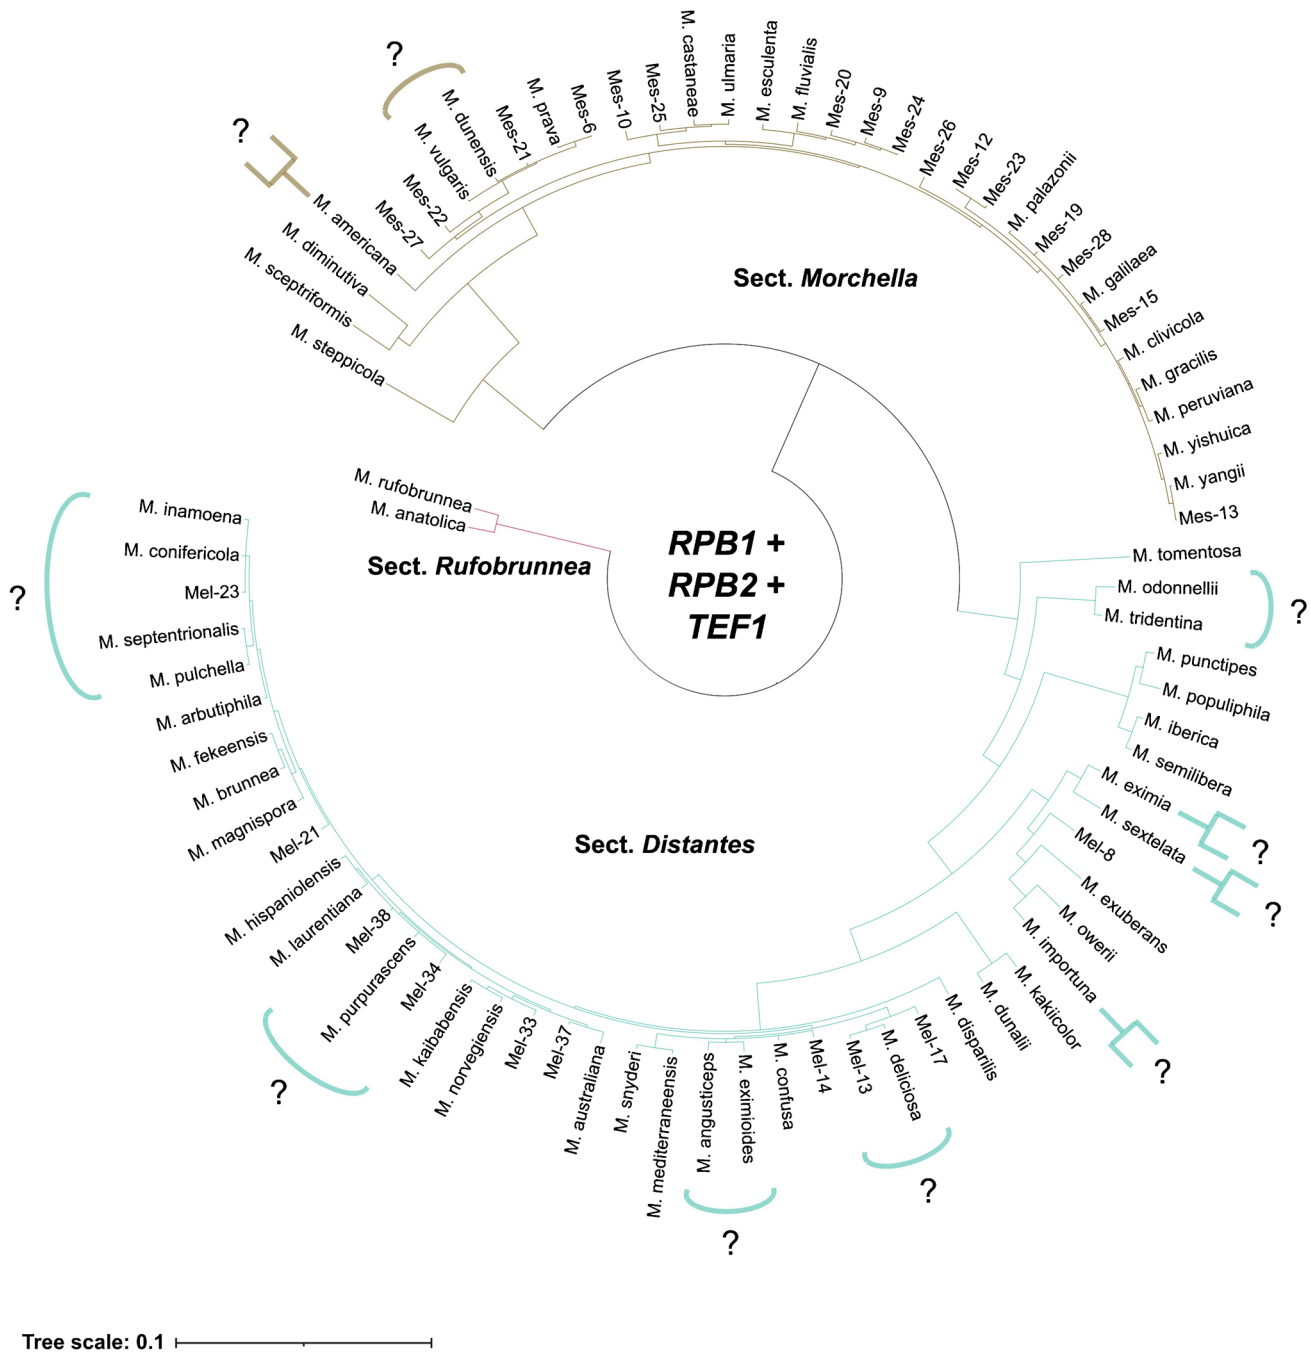 ?
?
M. steppicola
M. sceptriformis
M. diminutiva
M. americana
Mes-27
Mes-22
M. vulgaris
M. dunensis
Mes-21
M. prava
Mes-6
Mes-10
Mes-25
M. castaneae
M. ulmaria
M. esculenta
M. fluvialis
Mes-20
Mes-9
Mes-24
Mes-26
Mes-12
Mes-23
M. palazonii
Mes-19
Mes-28
M. galilaea
Mes-15
M. clivicola
M. gracilis
M. peruviana
M. yishuica
M. yangii
Mes-13
Sect. Morchella
M. rufobrunnea
M. anatolica
Sect. Rufobrunnea
RPB1 +
RPB2 +
TEF1
Sect. Distantes
M. tomentosa
M. odonnellii
M. tridentina
?
M. punctipes
M. populiphila
M. iberica
M. semilibera
M. eximia
?
M. sextelata
?
Mel-8
M. exuberans
M. owerii
M. importuna
?
M. kakiicolor
M. dunalii
M. disparilis
Mel-17
M. deliciosa
Mel-13
?
Mel-14
M. confusa
M. eximioides
M. angusticeps
?
M. mediterraneensis
M. snyderi
M. australiana
Mel-37
Mel-33
M. norvegiensis
M. kaibabensis
Mel-34
M. purpurascens
?
Mel-38
M. laurentiana
M. hispaniolensis
Mel-21
M. magnispora
M. brunnea
M. fekeensis
M. arbutiphila
M. pulchella
M. septentrionalis
Mel-23
M. conifericola
M. inamoena
?
Tree scale: 0.1